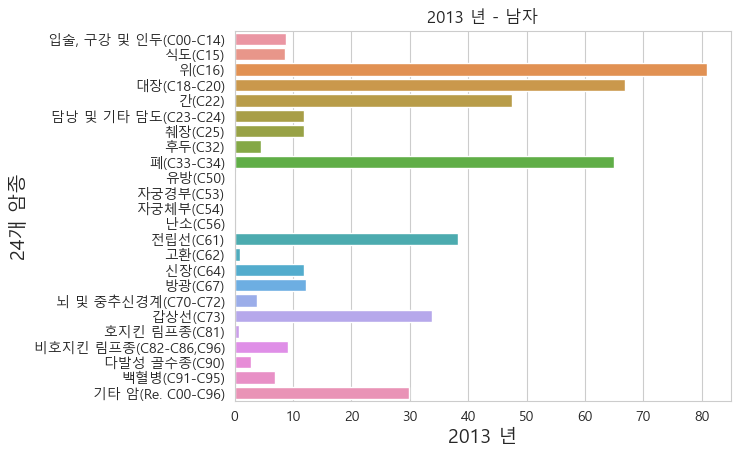 2013 년 - 남자
입술, 구강 및 인두(C00-C14)
식도(C15)
위(C16)
대장(C18-C20)
간(C22)
담낭 및 기타 담도(C23-C24)
췌장(C25)
후두(C32)
폐(C33-C34)
유방(C50)
자궁경부(C53)
자궁체부(C54)
난소(C56)
전립선(C61)
고환(C62)
신장(C64)
방광(C67)
뇌 및 중추신경계(C70-C72)
갑상선(C73)
호지킨 림프종(C81)
비호지킨 림프종(C82-C86,C96)
다발성 골수종(C90)
백혈병(C91-C95)
기타 암(Re. C00-C96)
24개 암종
0 10 20 30 40 50 60 70 80
2013 년